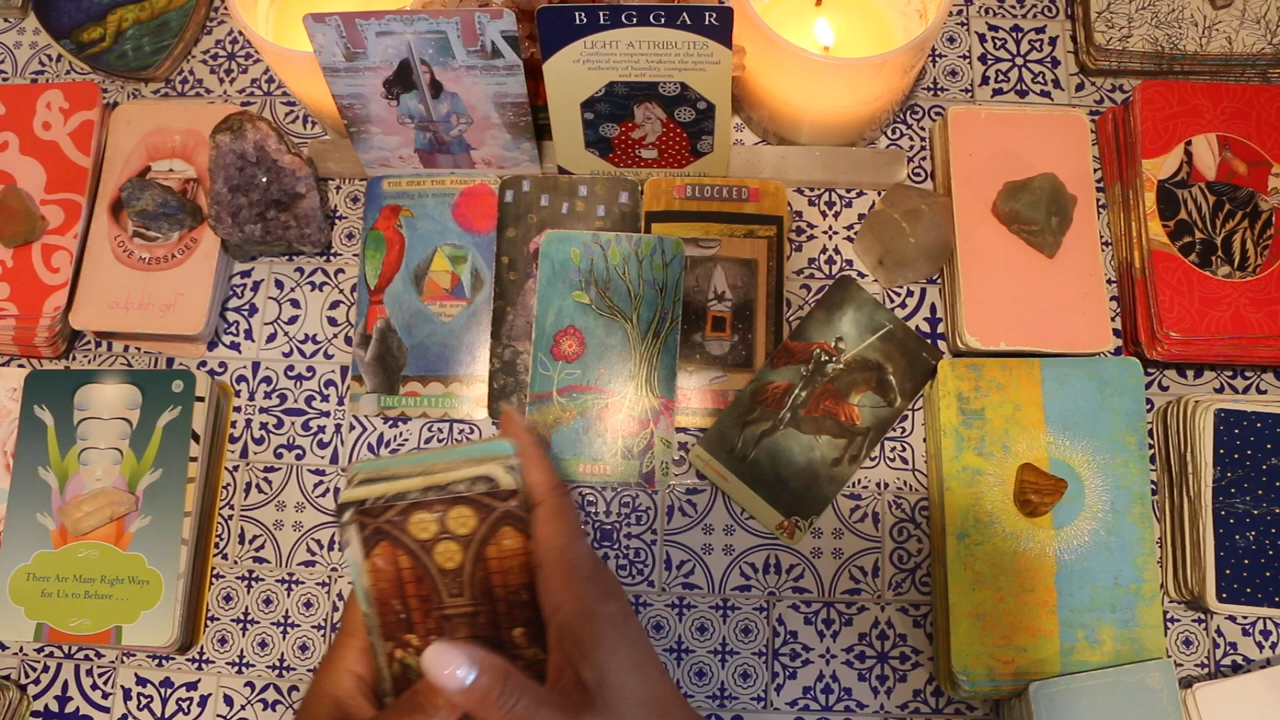 BEGGAR
LIGHT ATTRIBUTES
Confronts empowerment at the level
of physical survival. Awakens the spiritual
authority of humility, compassion,
and self-esteem.
SHADOW ATTRIBUTE
THE STORY THE PARROT TOLD
his money
BLOCKED
LOVE MESSAGES
INCANTATION
ROOTS
There Are Many Right Ways
for Us to Behave . . .